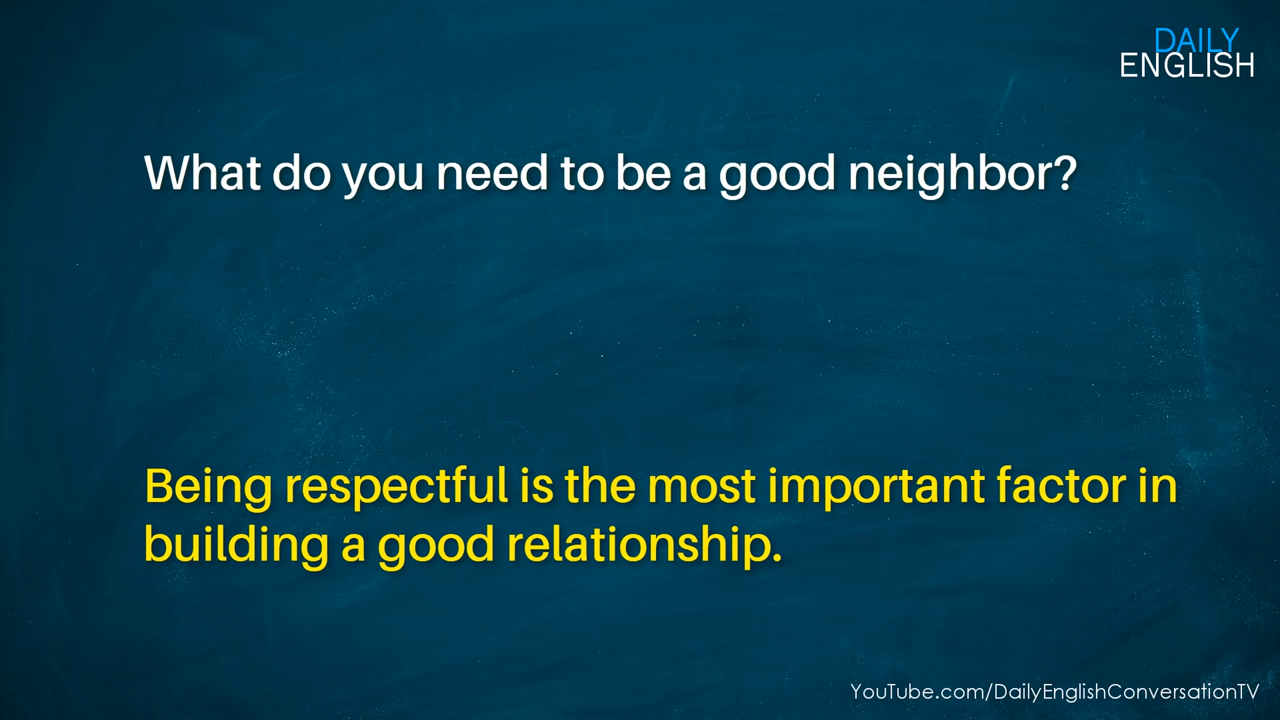 DAILY
ENGLISH
What do you need to be a good neighbor?
Being respectful is the most important factor in
building a good relationship.
YouTube.com/DailyEnglishConversationTV